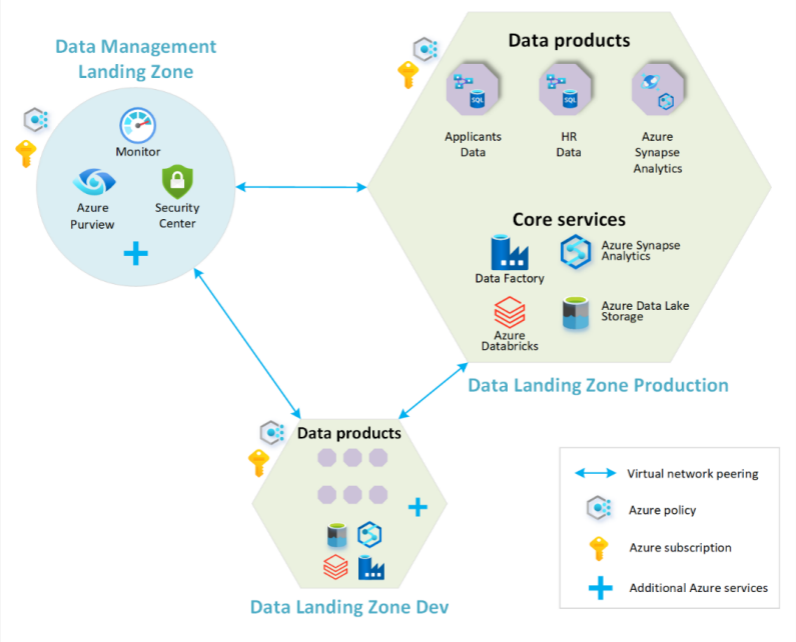 Data Management
Landing Zone
Monitor
Azure
Purview
Security
Center
Data products
SQL
SQL
Applicants
Data
HR
Data
Azure
Synapse
Analytics
Core services
Data Factory
Azure Synapse
Analytics
Azure
Databricks
Azure Data Lake
Storage
Data Landing Zone Production
Data products
Data Landing Zone Dev
Virtual network peering
Azure policy
Azure subscription
Additional Azure services